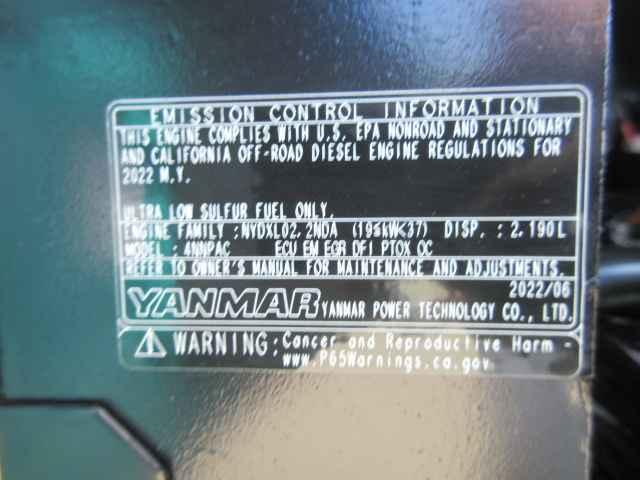 EMISSION CONTROL INFORMATION
THIS ENGINE COMPLIES WITH U.S. EPA NONROAD AND STATIONARY
AND CALIFORNIA OFF-ROAD DIESEL ENGINE REGULATIONS FOR
2022 M.Y.
ULTRA LOW SULFUR FUEL ONLY.
ENGINE FAMILY : NYDXL02.2NDA (19≤kW<37) DISP. : 2.190L
MODEL : 4NNPAC ECU EM EGR DFI PTOX OC
REFER TO OWNER'S MANUAL FOR MAINTENANCE AND ADJUSTMENTS.
2022/06
YANMAR YANMAR POWER TECHNOLOGY CO., LTD.
WARNING: Cancer and Reproductive Harm -
www.P65Warnings.ca.gov